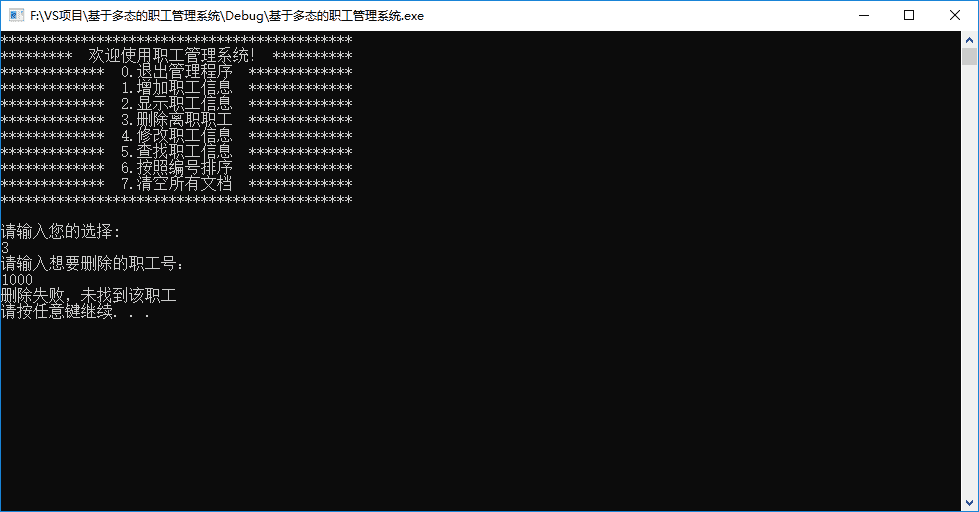 F:\VS项目\基于多态的职工管理系统\Debug\基于多态的职工管理系统.exe
********************************************
*********  欢迎使用职工管理系统!  **********
*************  0.退出管理程序  *************
*************  1.增加职工信息  *************
*************  2.显示职工信息  *************
*************  3.删除离职职工  *************
*************  4.修改职工信息  *************
*************  5.查找职工信息  *************
*************  6.按照编号排序  *************
*************  7.清空所有文档  *************
********************************************
请输入您的选择:
3
请输入想要删除的职工号:
1000
删除失败，未找到该职工
请按任意键继续. . .